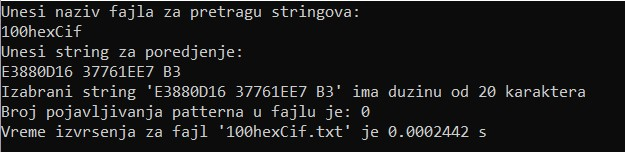 Unesi naziv fajla za pretragu stringova:
100hexCif
Unesi string za poredjenje:
E3880D16 37761EE7 B3
Izabrani string 'E3880D16 37761EE7 B3' ima duzinu od 20 karaktera
Broj pojavljivanja patterna u fajlu je: 0
Vreme izvrsenja za fajl '100hexCif.txt' je 0.0002442 s